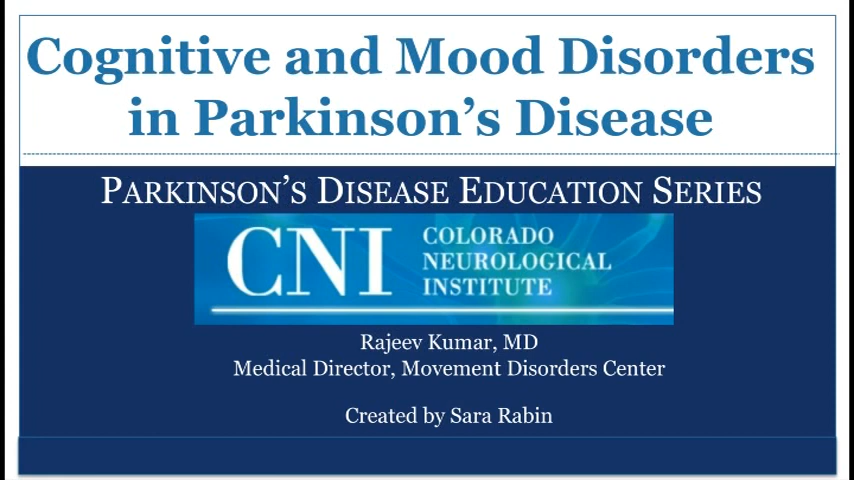 Cognitive and Mood Disorders
in Parkinson's Disease
PARKINSON'S DISEASE EDUCATION SERIES
CNI
COLORADO
NEUROLOGICAL
INSTITUTE
Rajeev Kumar, MD
Medical Director, Movement Disorders Center
Created by Sara Rabin